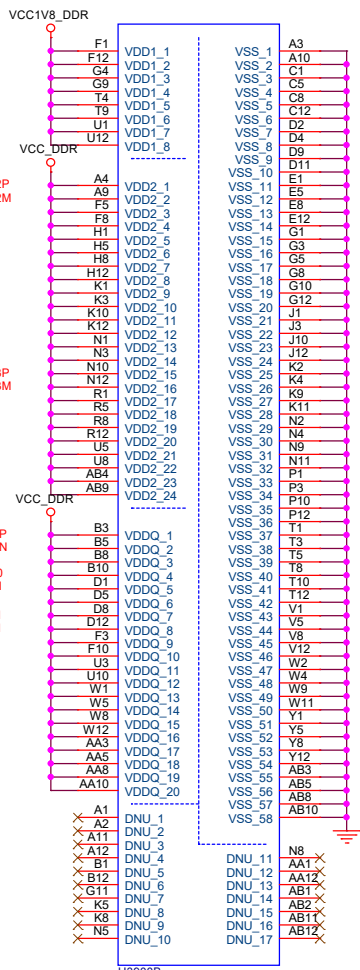 VCC1V8_DDR
F1 VDD1_1
F12 VDD1_2
G4 VDD1_3
G9 VDD1_4
T4 VDD1_5
T9 VDD1_6
U1 VDD1_7
U12 VDD1_8
VCC_DDR
A4 VDD2_1
A9 VDD2_2
F5 VDD2_3
F8 VDD2_4
H1 VDD2_5
H5 VDD2_6
H8 VDD2_7
H12 VDD2_8
K1 VDD2_9
K3 VDD2_10
K10 VDD2_11
K12 VDD2_12
N1 VDD2_13
N3 VDD2_14
N10 VDD2_15
N12 VDD2_16
R1 VDD2_17
R5 VDD2_18
R8 VDD2_19
R12 VDD2_20
U5 VDD2_21
U8 VDD2_22
AB4 VDD2_23
AB9 VDD2_24
VCC_DDR
B3 VDDQ_1
B5 VDDQ_2
B8 VDDQ_3
B10 VDDQ_4
D1 VDDQ_5
D5 VDDQ_6
D8 VDDQ_7
D12 VDDQ_8
F3 VDDQ_9
F10 VDDQ_10
U3 VDDQ_11
U10 VDDQ_12
W1 VDDQ_13
W5 VDDQ_14
W8 VDDQ_15
W12 VDDQ_16
AA3 VDDQ_17
AA5 VDDQ_18
AA8 VDDQ_19
AA10 VDDQ_20
A1 DNU_1
A2 DNU_2
A11 DNU_3
A12 DNU_4
B1 DNU_5
B12 DNU_6
G11 DNU_7
K5 DNU_8
K8 DNU_9
N5 DNU_10
VSS_1 A3
VSS_2 A10
VSS_3 C1
VSS_4 C5
VSS_5 C8
VSS_6 C12
VSS_7 D2
VSS_8 D4
VSS_9 D9
VSS_10 D11
VSS_11 E1
VSS_12 E5
VSS_13 E8
VSS_14 E12
VSS_15 G1
VSS_16 G3
VSS_17 G5
VSS_18 G8
VSS_19 G10
VSS_20 G12
VSS_21 J1
VSS_22 J3
VSS_22 J10
VSS_24 J12
VSS_25 K2
VSS_26 K4
VSS_27 K9
VSS_28 K11
VSS_29 N2
VSS_30 N4
VSS_31 N9
VSS_32 N11
VSS_33 P1
VSS_34 P3
VSS_35 P10
VSS_36 P12
VSS_37 T1
VSS_38 T3
VSS_39 T5
VSS_40 T8
VSS_41 T10
VSS_42 T12
VSS_43 V1
VSS_44 V5
VSS_45 V8
VSS_46 V12
VSS_47 W2
VSS_48 W4
VSS_49 W9
VSS_50 W11
VSS_51 Y1
VSS_52 Y5
VSS_53 Y8
VSS_54 Y12
VSS_55 AB3
VSS_56 AB5
VSS_57 AB8
VSS_58 AB10
DNU_11 N8
DNU_12 AA1
DNU_13 AA12
DNU_14 AB1
DNU_15 AB2
DNU_16 AB11
DNU_17 AB12